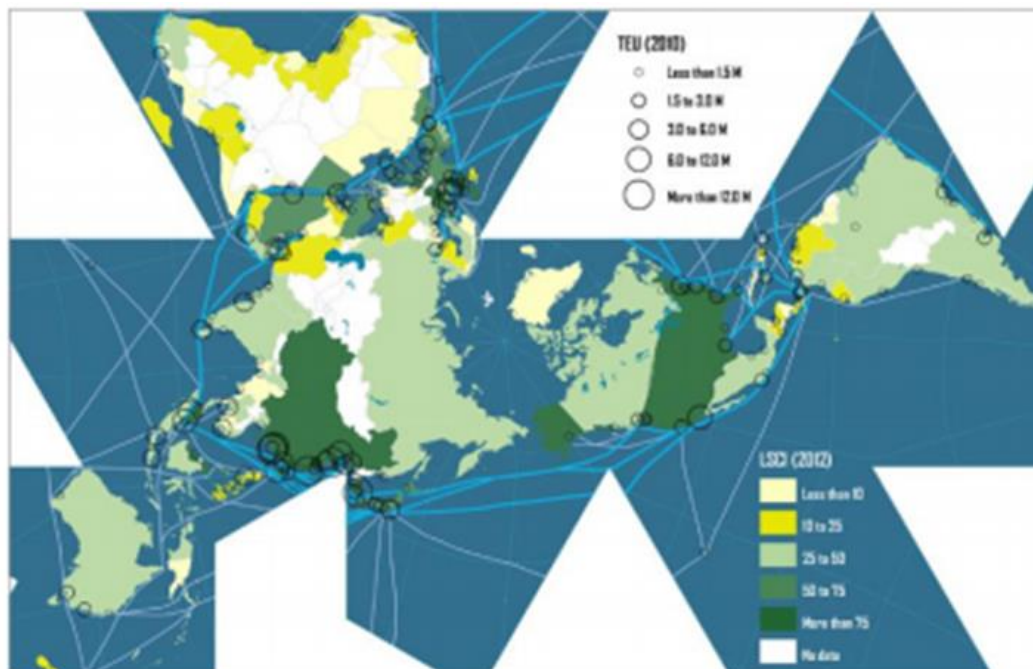 TEU (2010)
Less than 1.5 M
1.5 to 3.0 M
3.0 to 6.0 M
6.0 to 12.0 M
More than 12.0 M
LSCI (2012)
Less than 10
10 to 25
25 to 50
50 to 75
More than 75
No data